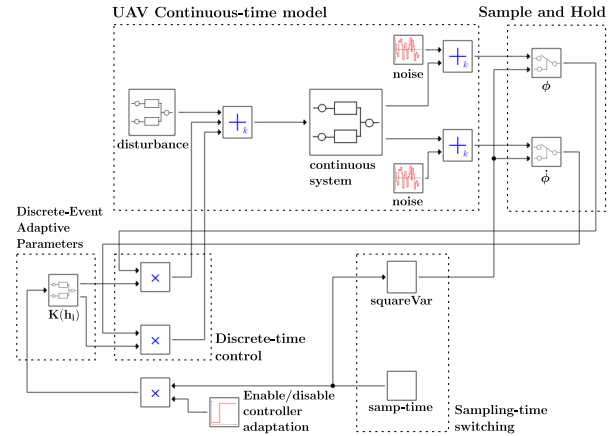 UAV Continuous-time model
Sample and Hold
noise
+k
ϕ
disturbance
+k
continuous
system
noise
+k
ϕ̇
Discrete-Event
Adaptive
Parameters
K(hi)
×
×
Discrete-time
control
squareVar
×
Enable/disable
controller
adaptation
samp-time
Sampling-time
switching